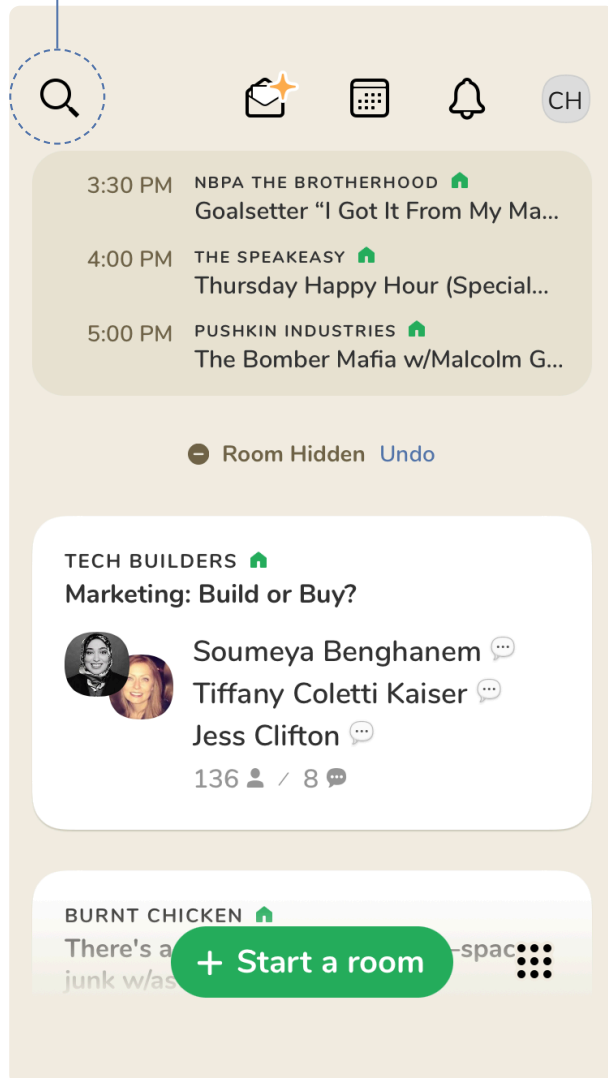 CH
3:30 PM NBPA THE BROTHERHOOD
Goalsetter “I Got It From My Ma...
4:00 PM THE SPEAKEASY
Thursday Happy Hour (Special...
5:00 PM PUSHKIN INDUSTRIES
The Bomber Mafia w/Malcolm G...
Room Hidden Undo
TECH BUILDERS
Marketing: Build or Buy?
Soumeya Benghanem
Tiffany Coletti Kaiser
Jess Clifton
136 / 8
BURNT CHICKEN
There's a -spac
+ Start a room
junk w/as